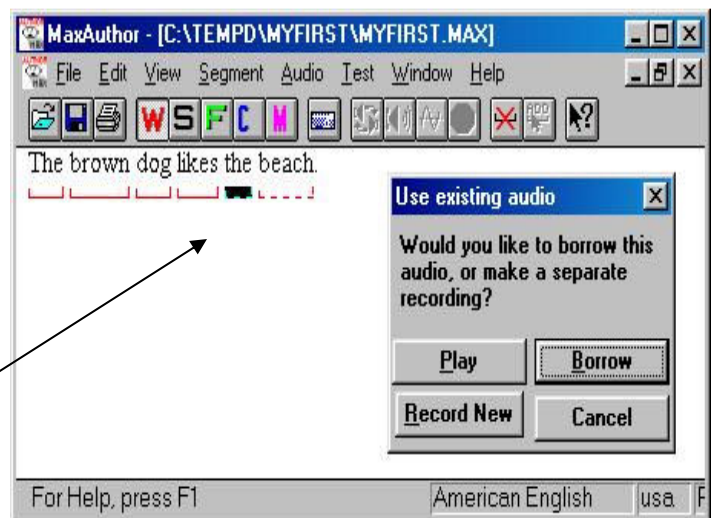 MaxAuthor - [C:\TEMPD\MYFIRST\MYFIRST.MAX]
File Edit View Segment Audio Test Window Help
W S F C M
The brown dog likes the beach.
Use existing audio
Would you like to borrow this
audio, or make a separate
recording?
Play Borrow
Record New Cancel
For Help, press F1 American English usa F